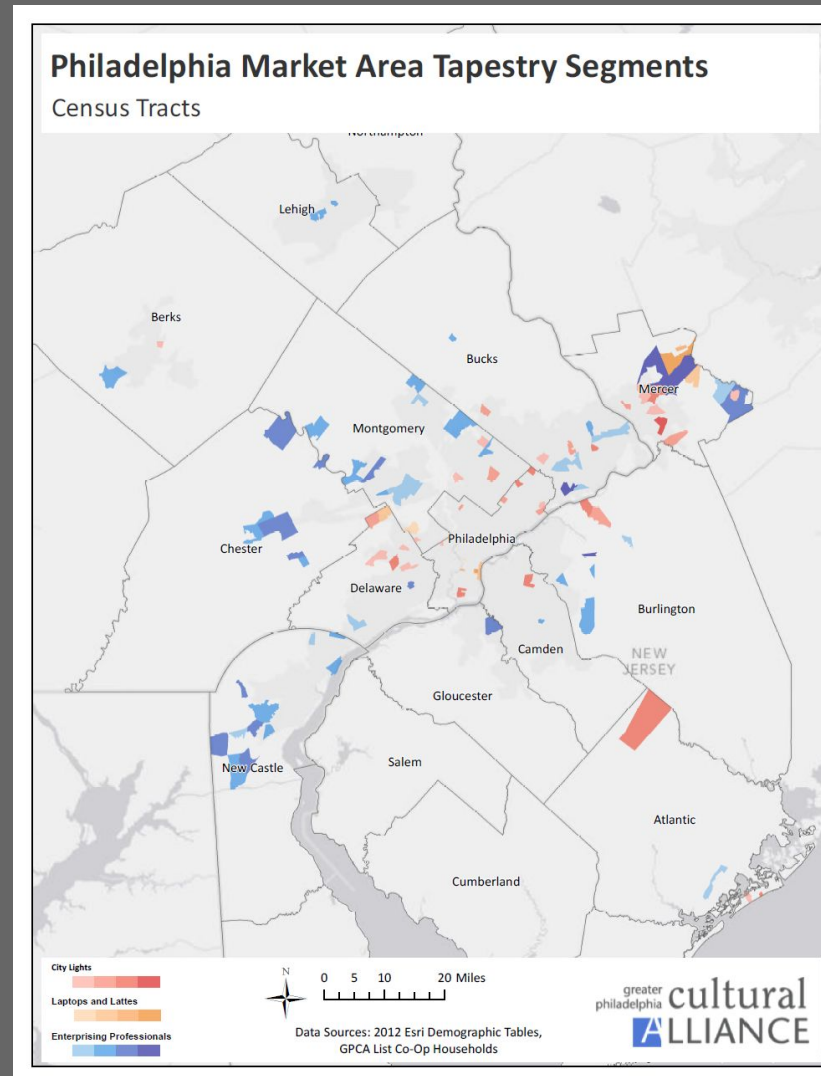 Philadelphia Market Area Tapestry Segments
Census Tracts
Northampton
Lehigh
Berks
Bucks
Mercer
Montgomery
Chester
Philadelphia
Delaware
Burlington
Camden
NEW
JERSEY
Gloucester
New Castle
Salem
Atlantic
Cumberland
City Lights
Laptops and Lattes
Enterprising Professionals
N
0 5 10 20 Miles
Data Sources: 2012 Esri Demographic Tables,
GPCA List Co-Op Households
greater
philadelphia cultural
ALLIANCE